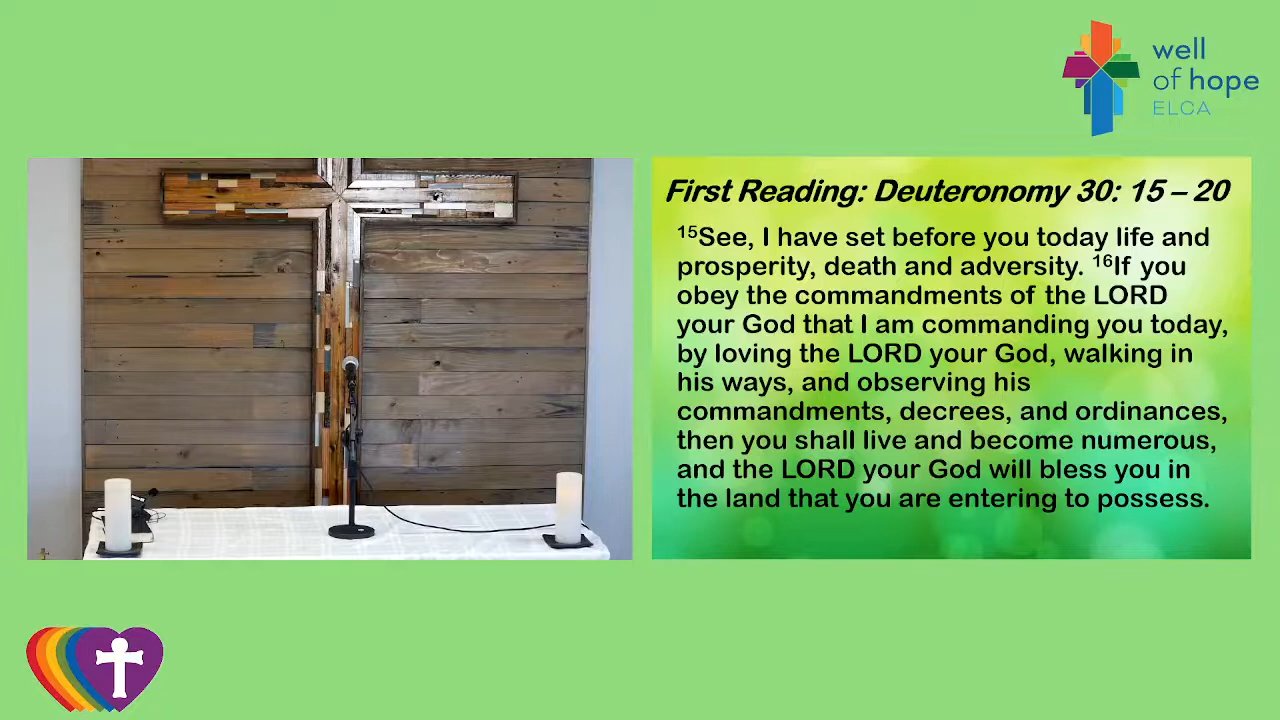 well
of hope
ELCA
First Reading: Deuteronomy 30: 15 – 20
¹⁵See, I have set before you today life and
prosperity, death and adversity. ¹⁶If you
obey the commandments of the LORD
your God that I am commanding you today,
by loving the LORD your God, walking in
his ways, and observing his
commandments, decrees, and ordinances,
then you shall live and become numerous,
and the LORD your God will bless you in
the land that you are entering to possess.